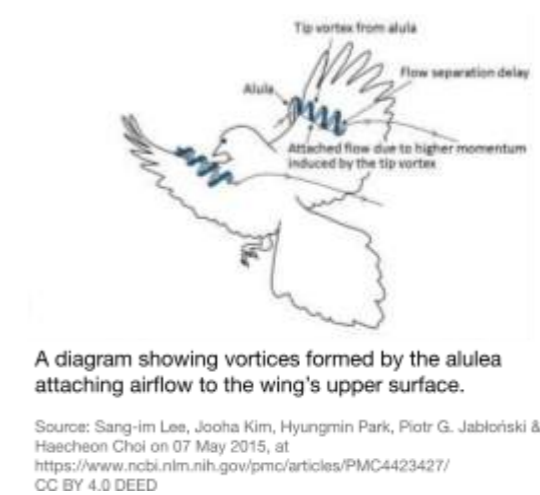 Tip vortex from alula
Flow separation delay
Alula
Attached flow due to higher momentum
induced by the tip vortex
A diagram showing vortices formed by the alulea
attaching airflow to the wing's upper surface.
Source: Sang-im Lee, Jooha Kim, Hyungmin Park, Piotr G. Jabłoński &
Haecheon Choi on 07 May 2015, at
https://www.ncbi.nlm.nih.gov/pmc/articles/PMC4423427/
CC BY 4.0 DEED